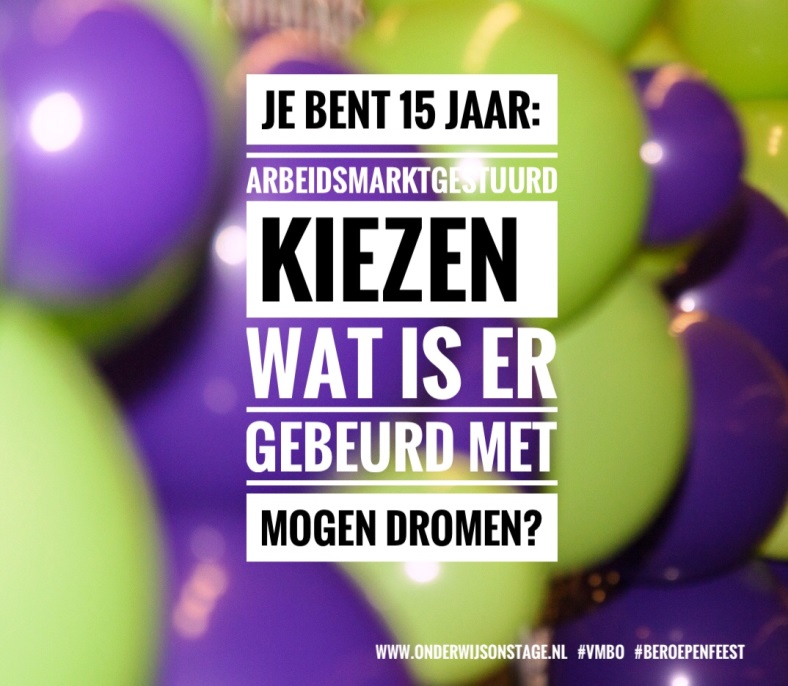 JE BENT 15 JAAR:
ARBEIDSMARKTGESTUURD
KIEZEN
WAT IS ER
GEBEURD MET
MOGEN DROMEN?
WWW.ONDERWIJSONSTAGE.NL #VMBO #BEROEPENFEEST